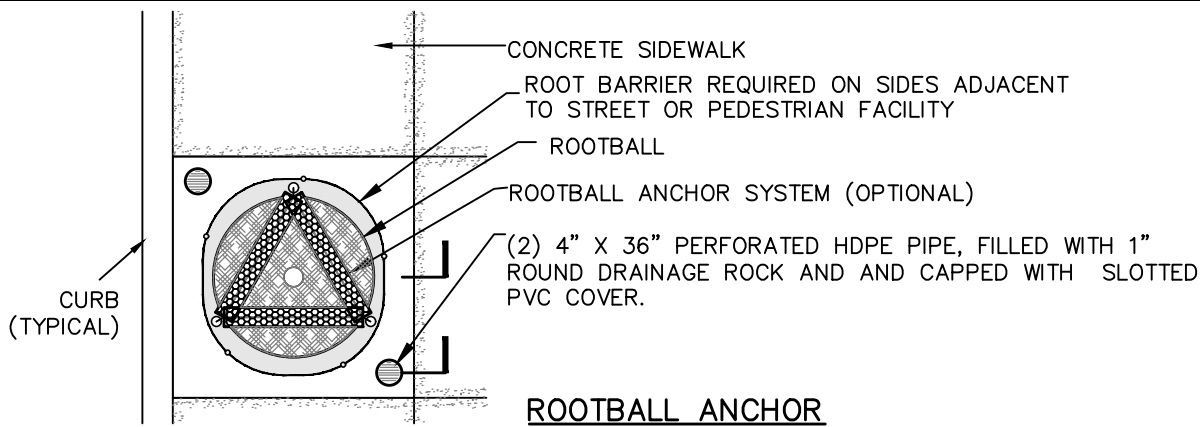 CONCRETE SIDEWALK
ROOT BARRIER REQUIRED ON SIDES ADJACENT
TO STREET OR PEDESTRIAN FACILITY
ROOTBALL
ROOTBALL ANCHOR SYSTEM (OPTIONAL)
(2) 4” X 36” PERFORATED HDPE PIPE, FILLED WITH 1”
ROUND DRAINAGE ROCK AND AND CAPPED WITH SLOTTED
PVC COVER.
CURB
(TYPICAL)
ROOTBALL ANCHOR